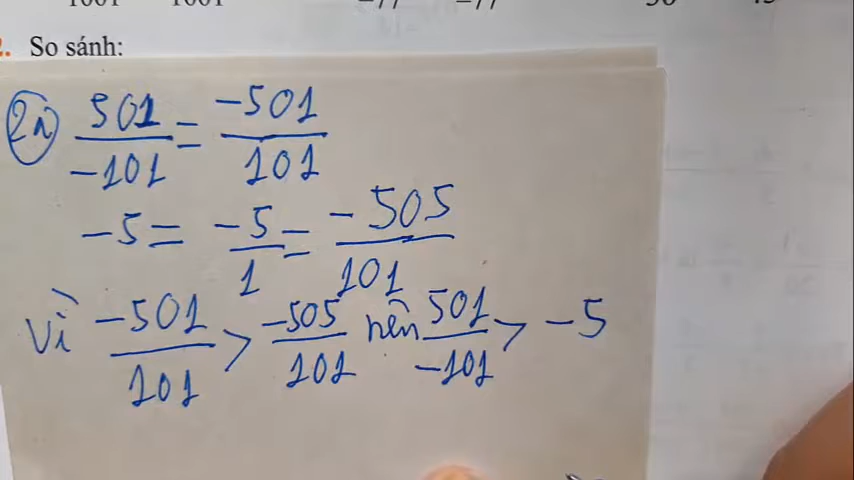 2. So sánh:
2i) 501/-101 = -501/101
-5 = -5/1 = -505/101
Vì -501/101 > -505/101 nên 501/-101 > -5